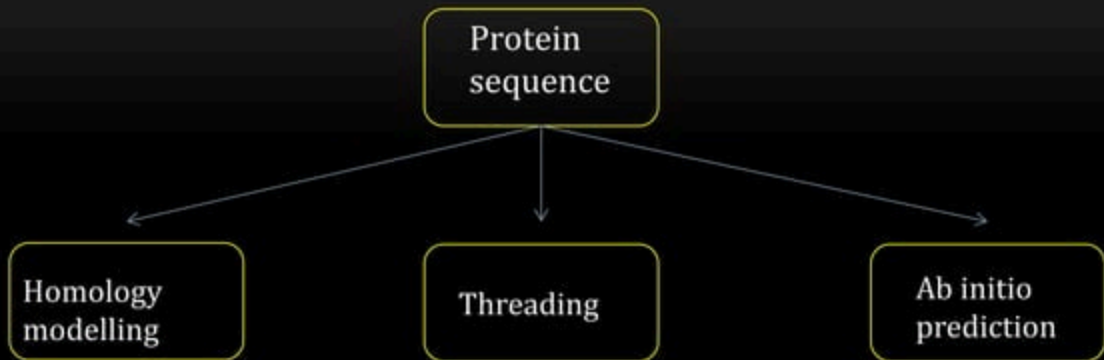 Protein
sequence
Homology
modelling
Threading
Ab initio
prediction